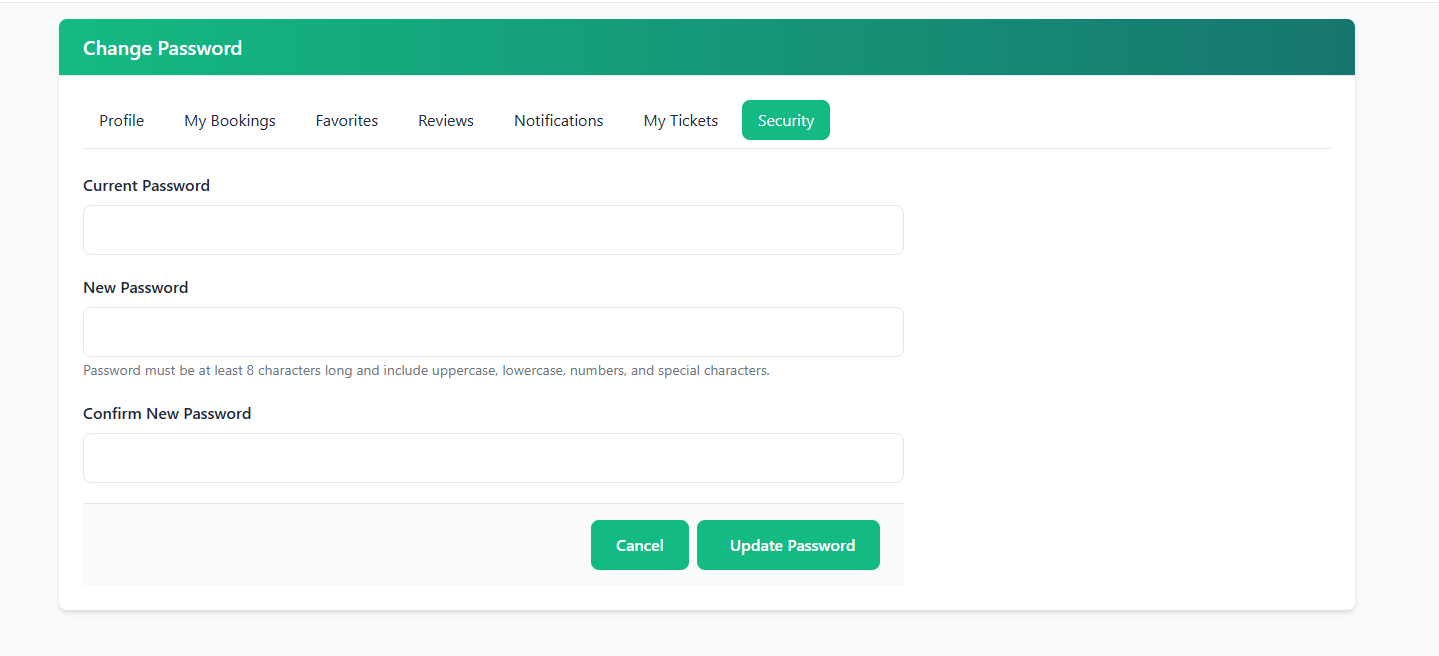 Change Password
Profile My Bookings Favorites Reviews Notifications My Tickets Security
Current Password
New Password
Password must be at least 8 characters long and include uppercase, lowercase, numbers, and special characters.
Confirm New Password
Cancel Update Password